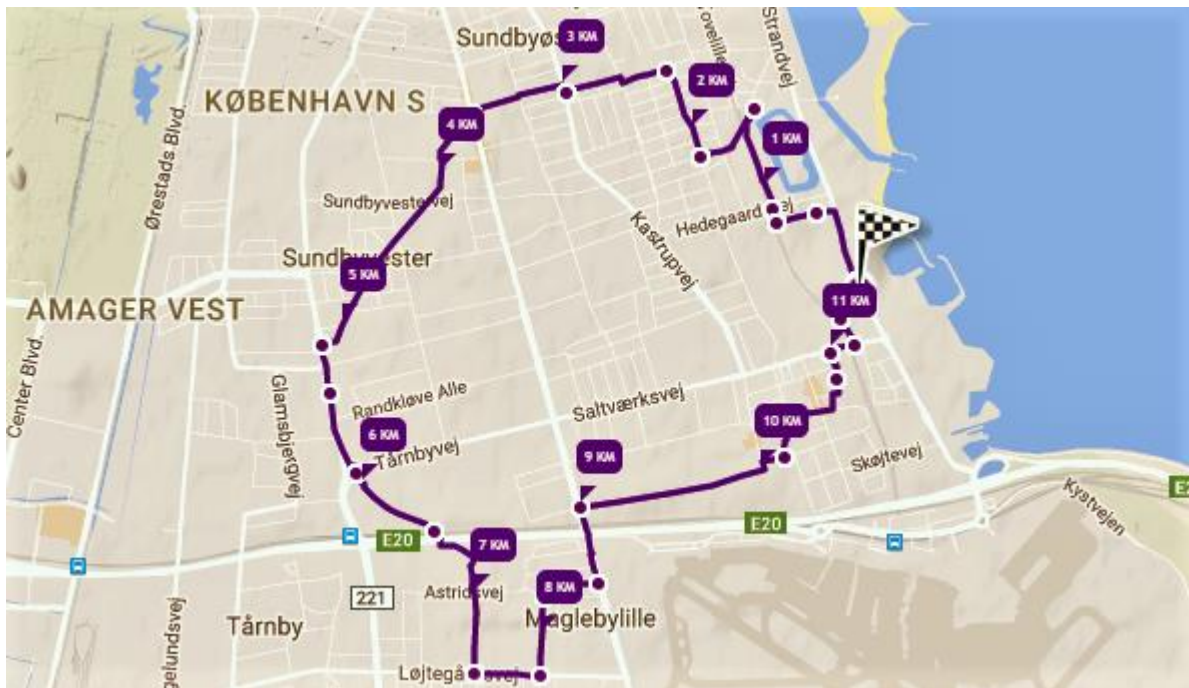 Strandvej
Sundbyøs
3 KM
2 KM
KØBENHAVN S
4 KM
Ørestads Blvd.
1 KM
Sundbyvestervej
Hedegaard
Kastrupvej
Sundbyvester
5 KM
AMAGER VEST
11 KM
Center Blvd.
Glamsbjergvej
Randkløve Alle
Saltværksvej
6 KM
Tårnbyvej
9 KM
10 KM
Skøjtevej
Kystvejen
E20
E20
7 KM
221
Astridsvej
8 KM
Tårnby
Maglebylille